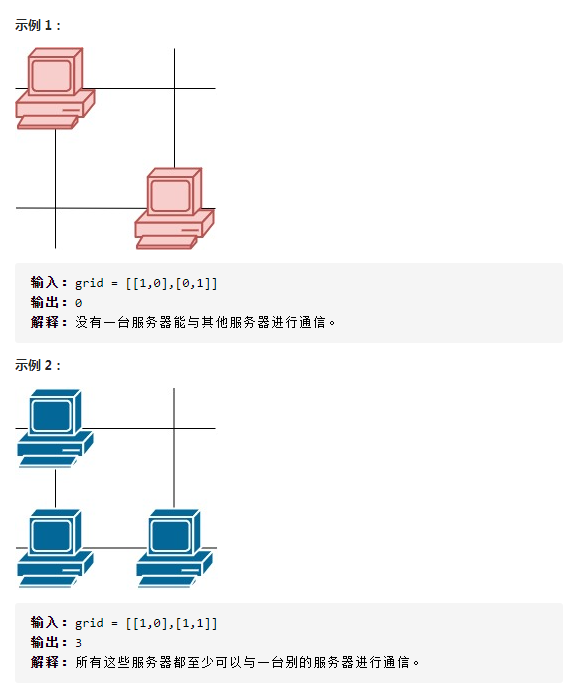 示例 1：
输入：grid = [[1,0],[0,1]]
输出：0
解释：没有一台服务器能与其他服务器进行通信。
示例 2：
输入：grid = [[1,0],[1,1]]
输出：3
解释：所有这些服务器都至少可以与一台别的服务器进行通信。